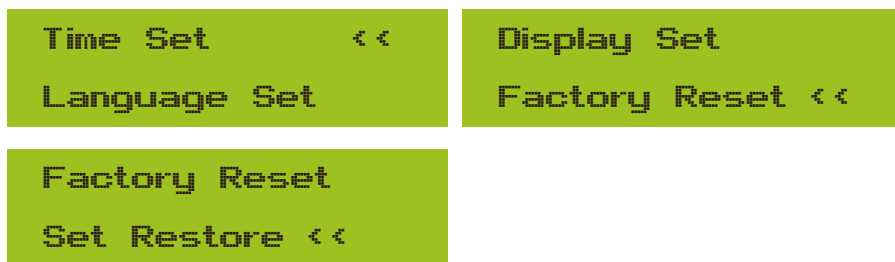 Time Set <<
Language Set
Display Set
Factory Reset <<
Factory Reset
Set Restore <<